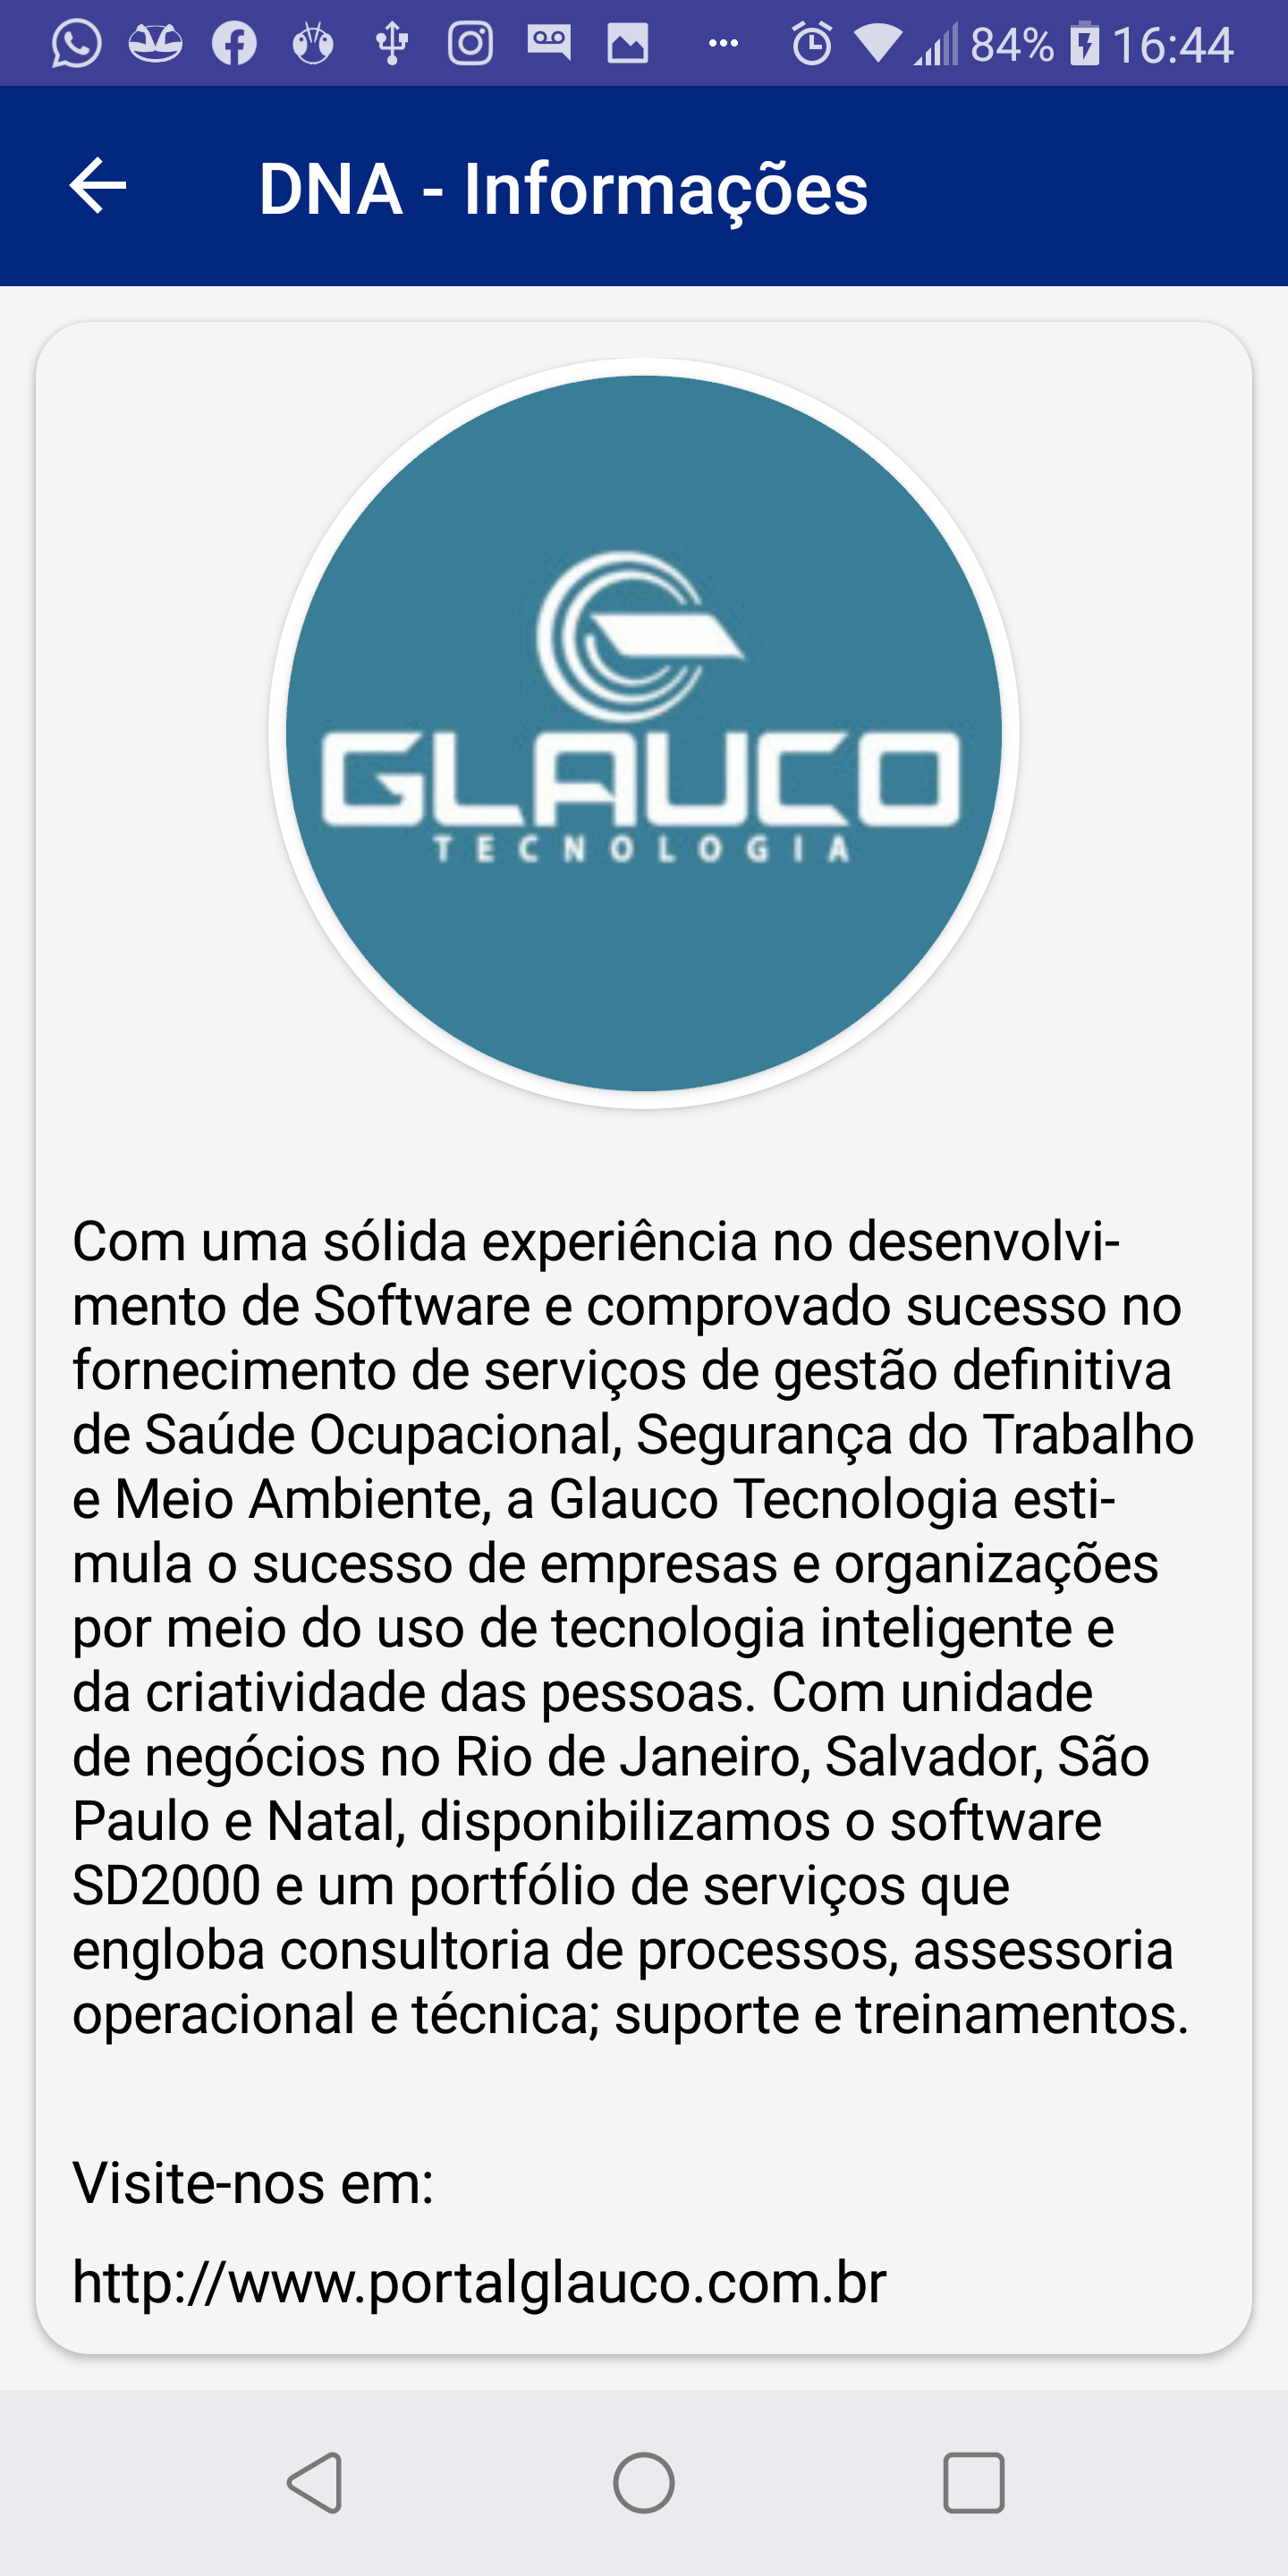 84% 16:44
DNA - Informações
GLAUCO
TECNOLOGIA
Com uma sólida experiência no desenvolvi-
mento de Software e comprovado sucesso no
fornecimento de serviços de gestão definitiva
de Saúde Ocupacional, Segurança do Trabalho
e Meio Ambiente, a Glauco Tecnologia esti-
mula o sucesso de empresas e organizações
por meio do uso de tecnologia inteligente e
da criatividade das pessoas. Com unidade
de negócios no Rio de Janeiro, Salvador, São
Paulo e Natal, disponibilizamos o software
SD2000 e um portfólio de serviços que
engloba consultoria de processos, assessoria
operacional e técnica; suporte e treinamentos.
Visite-nos em:
http://www.portalglauco.com.br